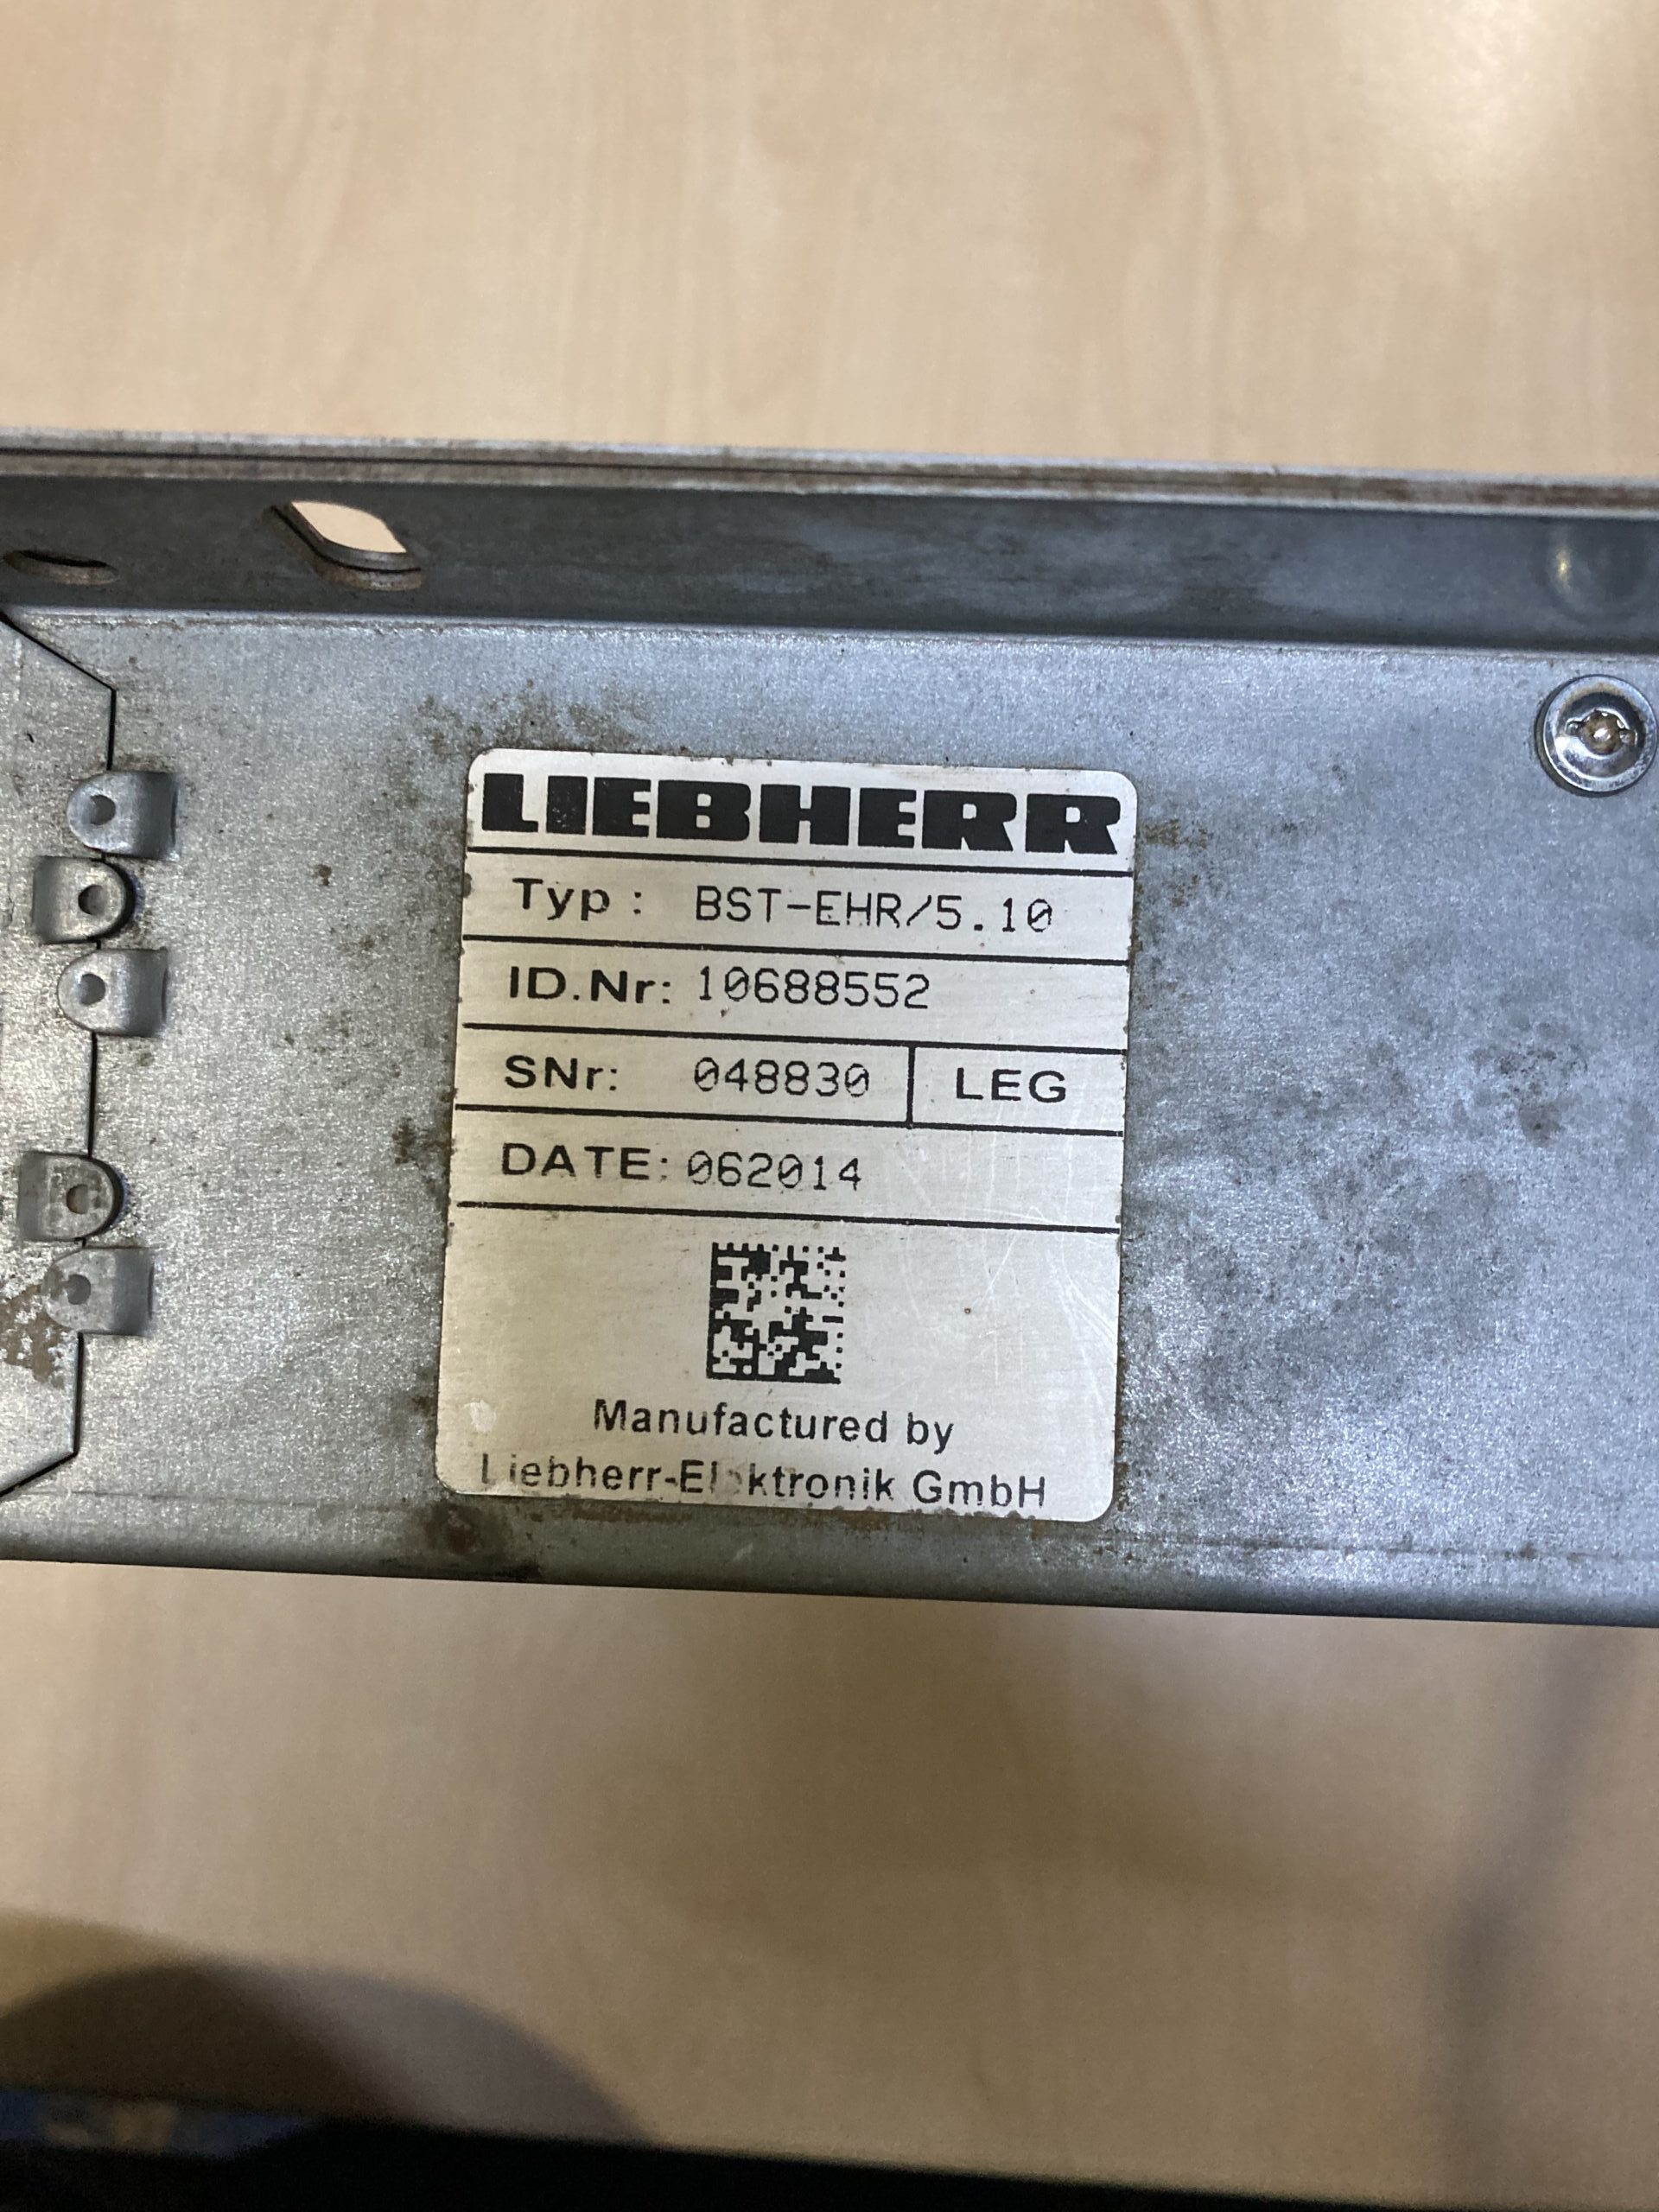 LIEBHERR
Typ: BST-EHR/5.10
ID.Nr: 10688552
SNr: 048830 LEG
DATE: 062014
Manufactured by
Liebherr-Elektronik GmbH